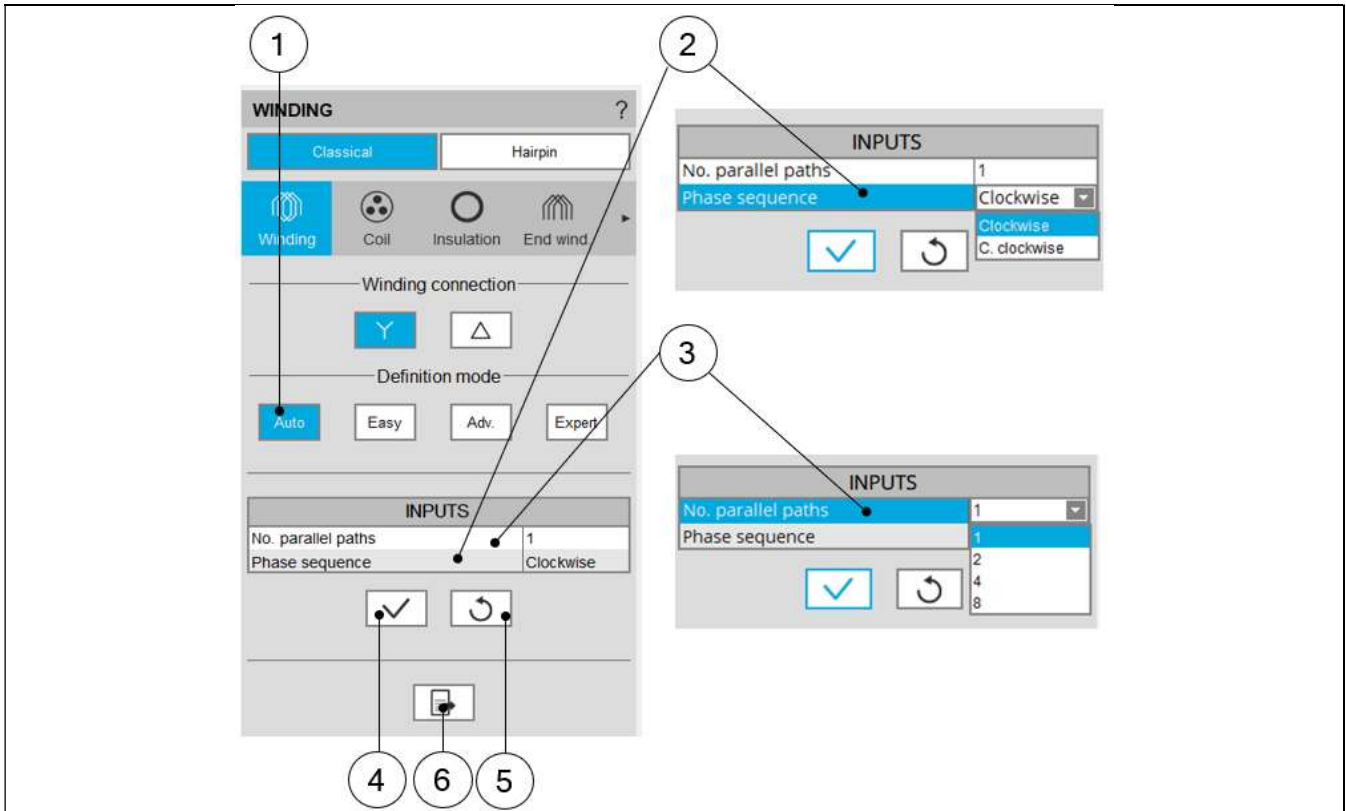 1
2
WINDING ?
Classical Hairpin
Winding Coil Insulation End wind.
Winding connection
Definition mode
Auto Easy Adv. Expert
INPUTS
No. parallel paths 1
Phase sequence Clockwise
INPUTS
No. parallel paths 1
Phase sequence Clockwise
Clockwise
C. clockwise
3
INPUTS
No. parallel paths 1
Phase sequence 1
2
4
8
4
6
5